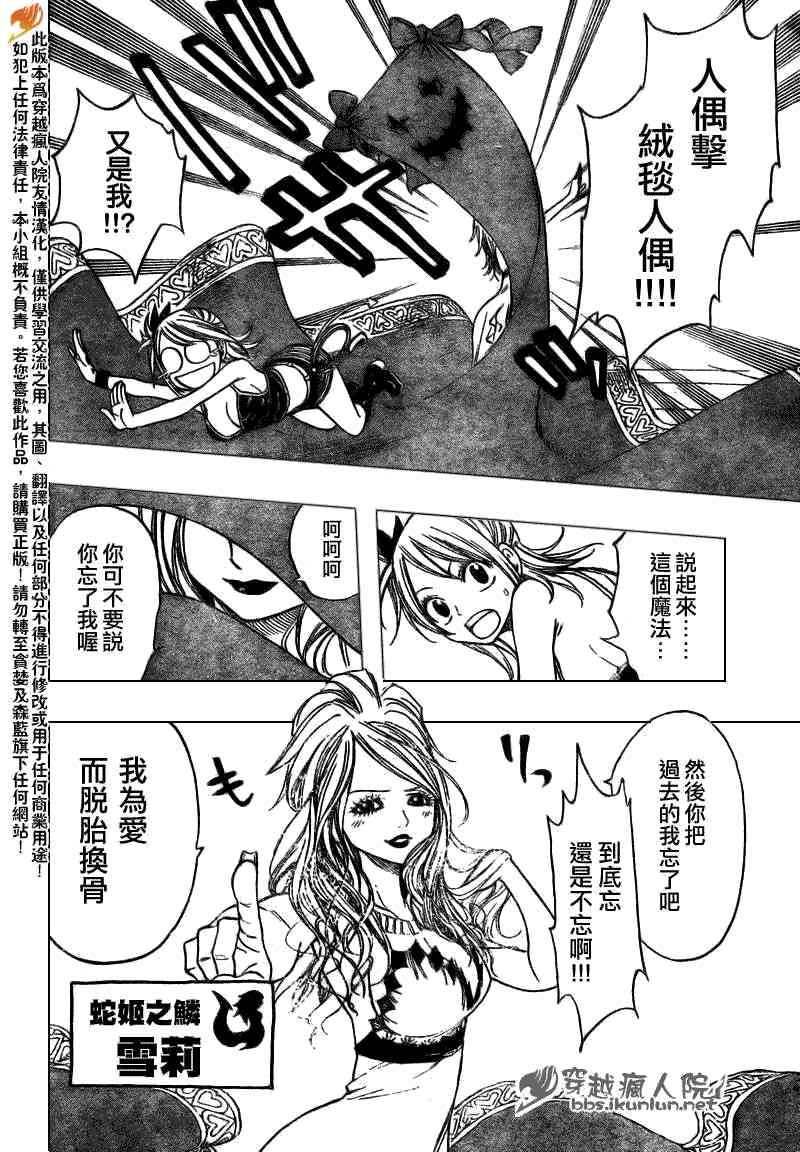 人偶擊
絨毯人偶!!!!
又是我!!?
說起來……
這個魔法…
呵呵呵
你可不要說
你忘了我喔
然後你把
過去的我忘了吧
到底忘
還是不忘啊!!!
我為愛
而脱胎換骨
蛇姬之鱗
雪莉
此版本爲穿越瘋人院友情漢化，僅供學習交流之用，其圖、翻譯以及任何部分不得進行修改或用于任何商業用途！
如犯上任何法律責任，本小組概不負責。若您喜歡此作品，請購買正版！請勿轉至貪婪及森藍旗下任何網站！
穿越瘋人院
bbs.ikunlun.net